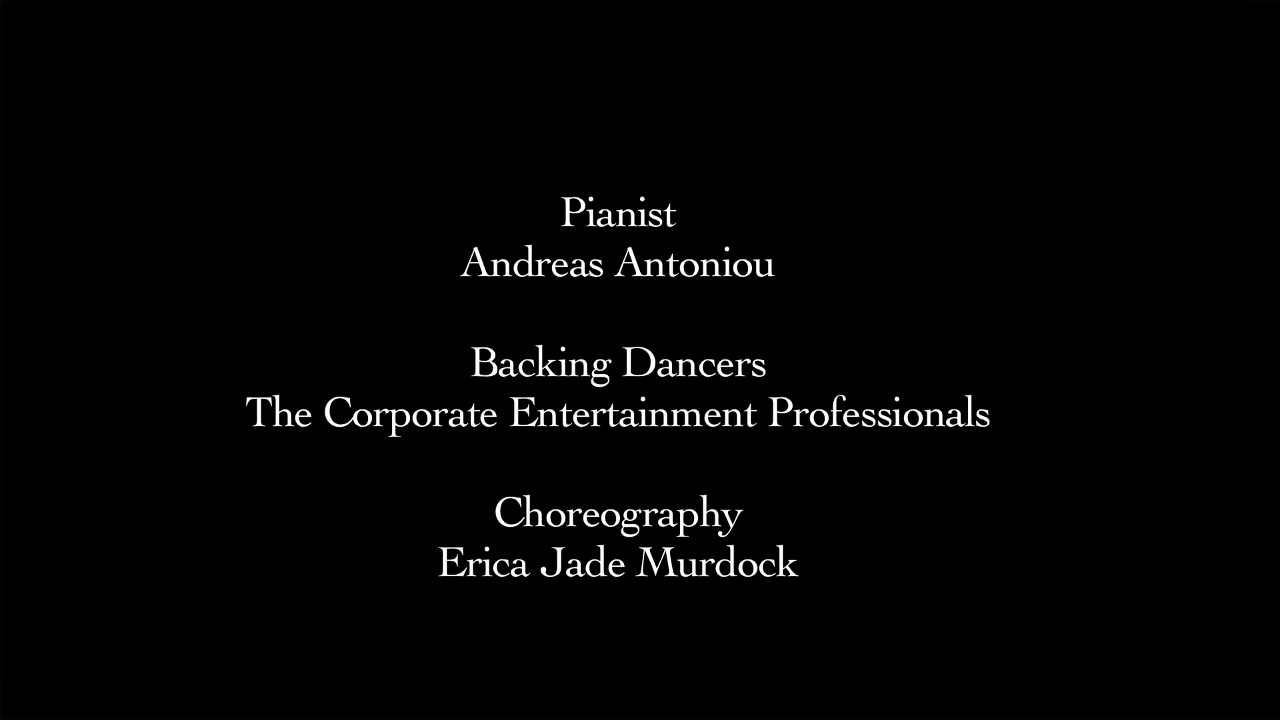 Pianist
Andreas Antoniou
Backing Dancers
The Corporate Entertainment Professionals
Choreography
Erica Jade Murdock